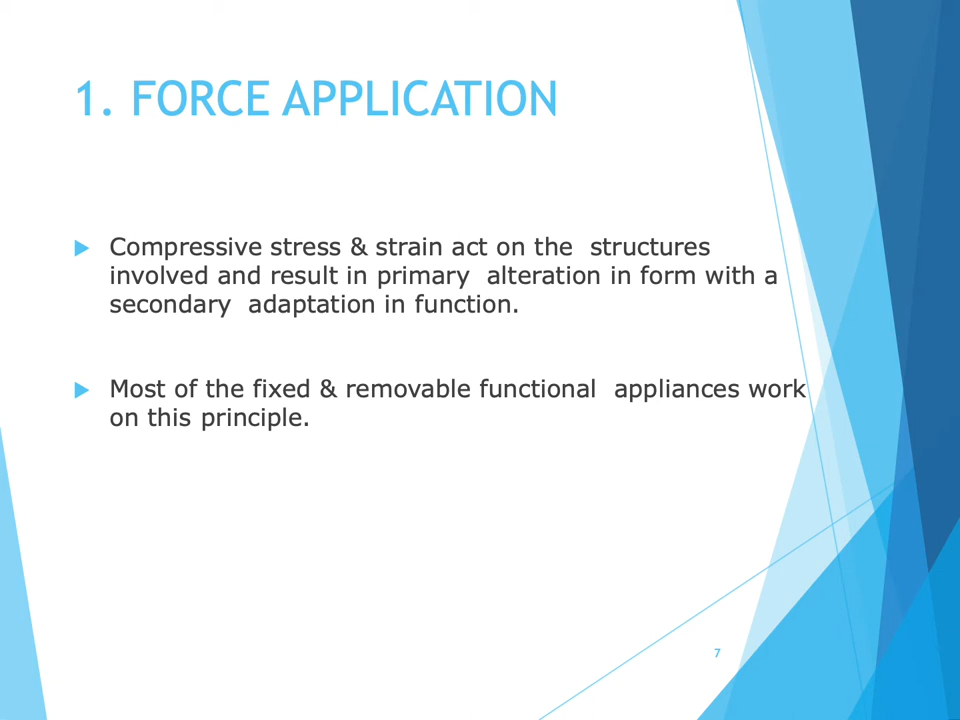 1. FORCE APPLICATION
Compressive stress & strain act on the structures
involved and result in primary alteration in form with a
secondary adaptation in function.
Most of the fixed & removable functional appliances work
on this principle.
7